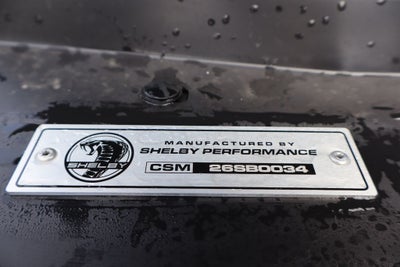 SHELBY
MANUFACTURED BY
SHELBY PERFORMANCE
CSM 26SB0034